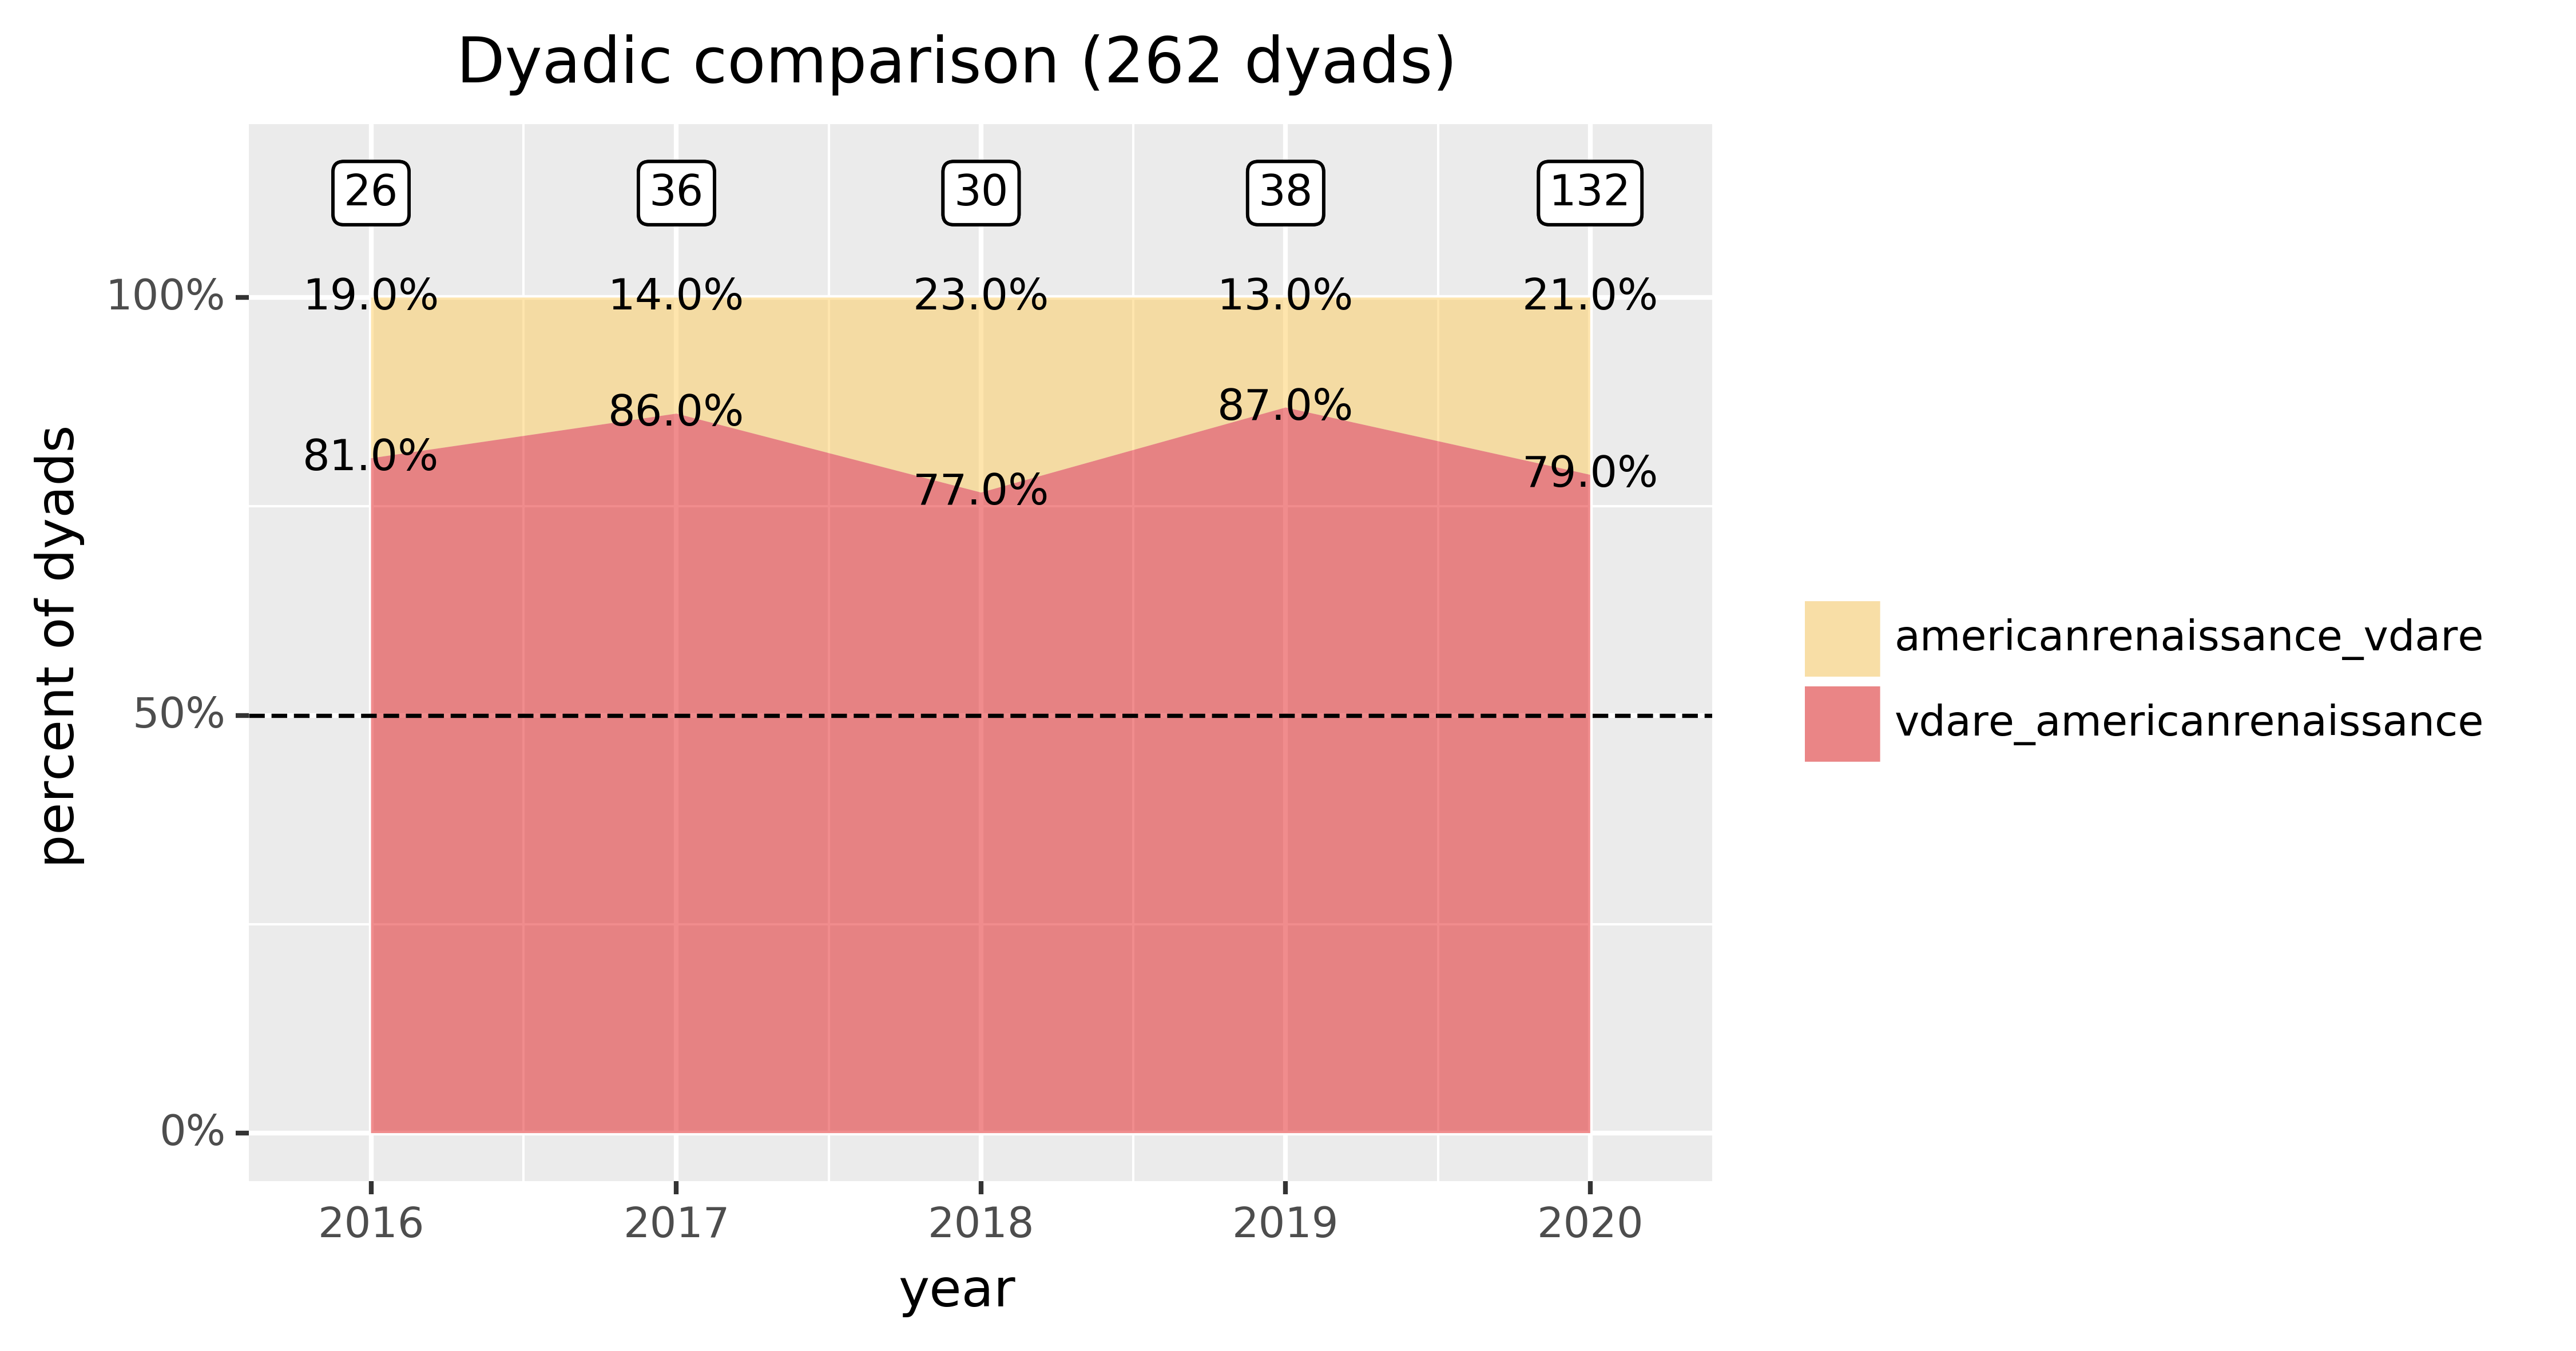 Dyadic comparison (262 dyads)
26 36 30 38 132
100%
19.0% 14.0% 23.0% 13.0% 21.0%
81.0% 86.0% 77.0% 87.0% 79.0%
50%
0%
percent of dyads
2016 2017 2018 2019 2020
year
americanrenaissance_vdare
vdare_americanrenaissance